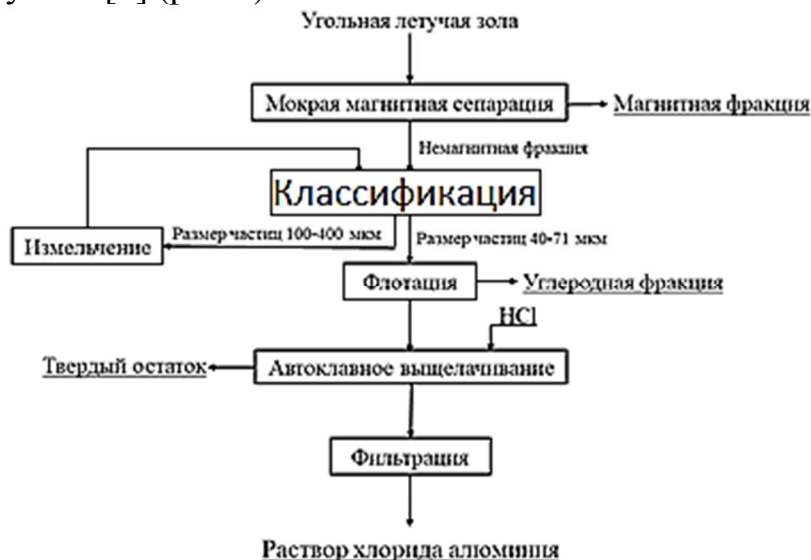 Угольная летучая зола
Мокрая магнитная сепарация
Магнитная фракция
Немагнитная фракция
Классификация
Измельчение
Размер частиц 100-400 мкм
Размер частиц 40-71 мкм
Флотация
Углеродная фракция
HCl
Твердый остаток
Автоклавное выщелачивание
Фильтрация
Раствор хлорида алюминия